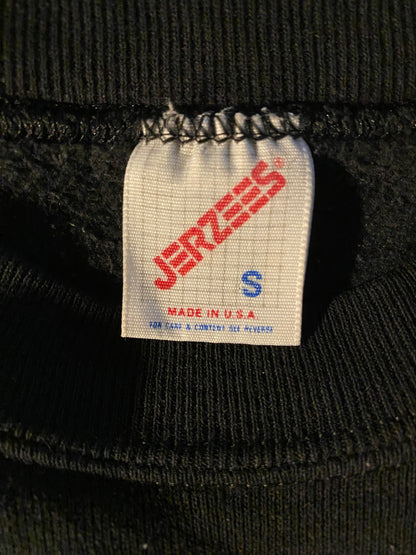 JERZEES®
S
MADE IN U.S.A
FOR CARE & CONTENT SEE REVERSE